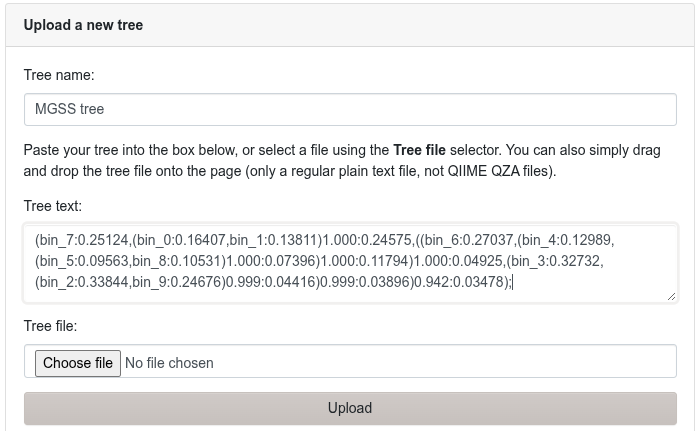 Upload a new tree
Tree name:
MGSS tree
Paste your tree into the box below, or select a file using the Tree file selector. You can also simply drag
and drop the tree file onto the page (only a regular plain text file, not QIIME QZA files).
Tree text:
(bin_7:0.25124,(bin_0:0.16407,bin_1:0.13811)1.000:0.24575,((bin_6:0.27037,(bin_4:0.12989,
(bin_5:0.09563,bin_8:0.10531)1.000:0.07396)1.000:0.11794)1.000:0.04925,(bin_3:0.32732,
(bin_2:0.33844,bin_9:0.24676)0.999:0.04416)0.999:0.03896)0.942:0.03478);
Tree file:
Choose file No file chosen
Upload